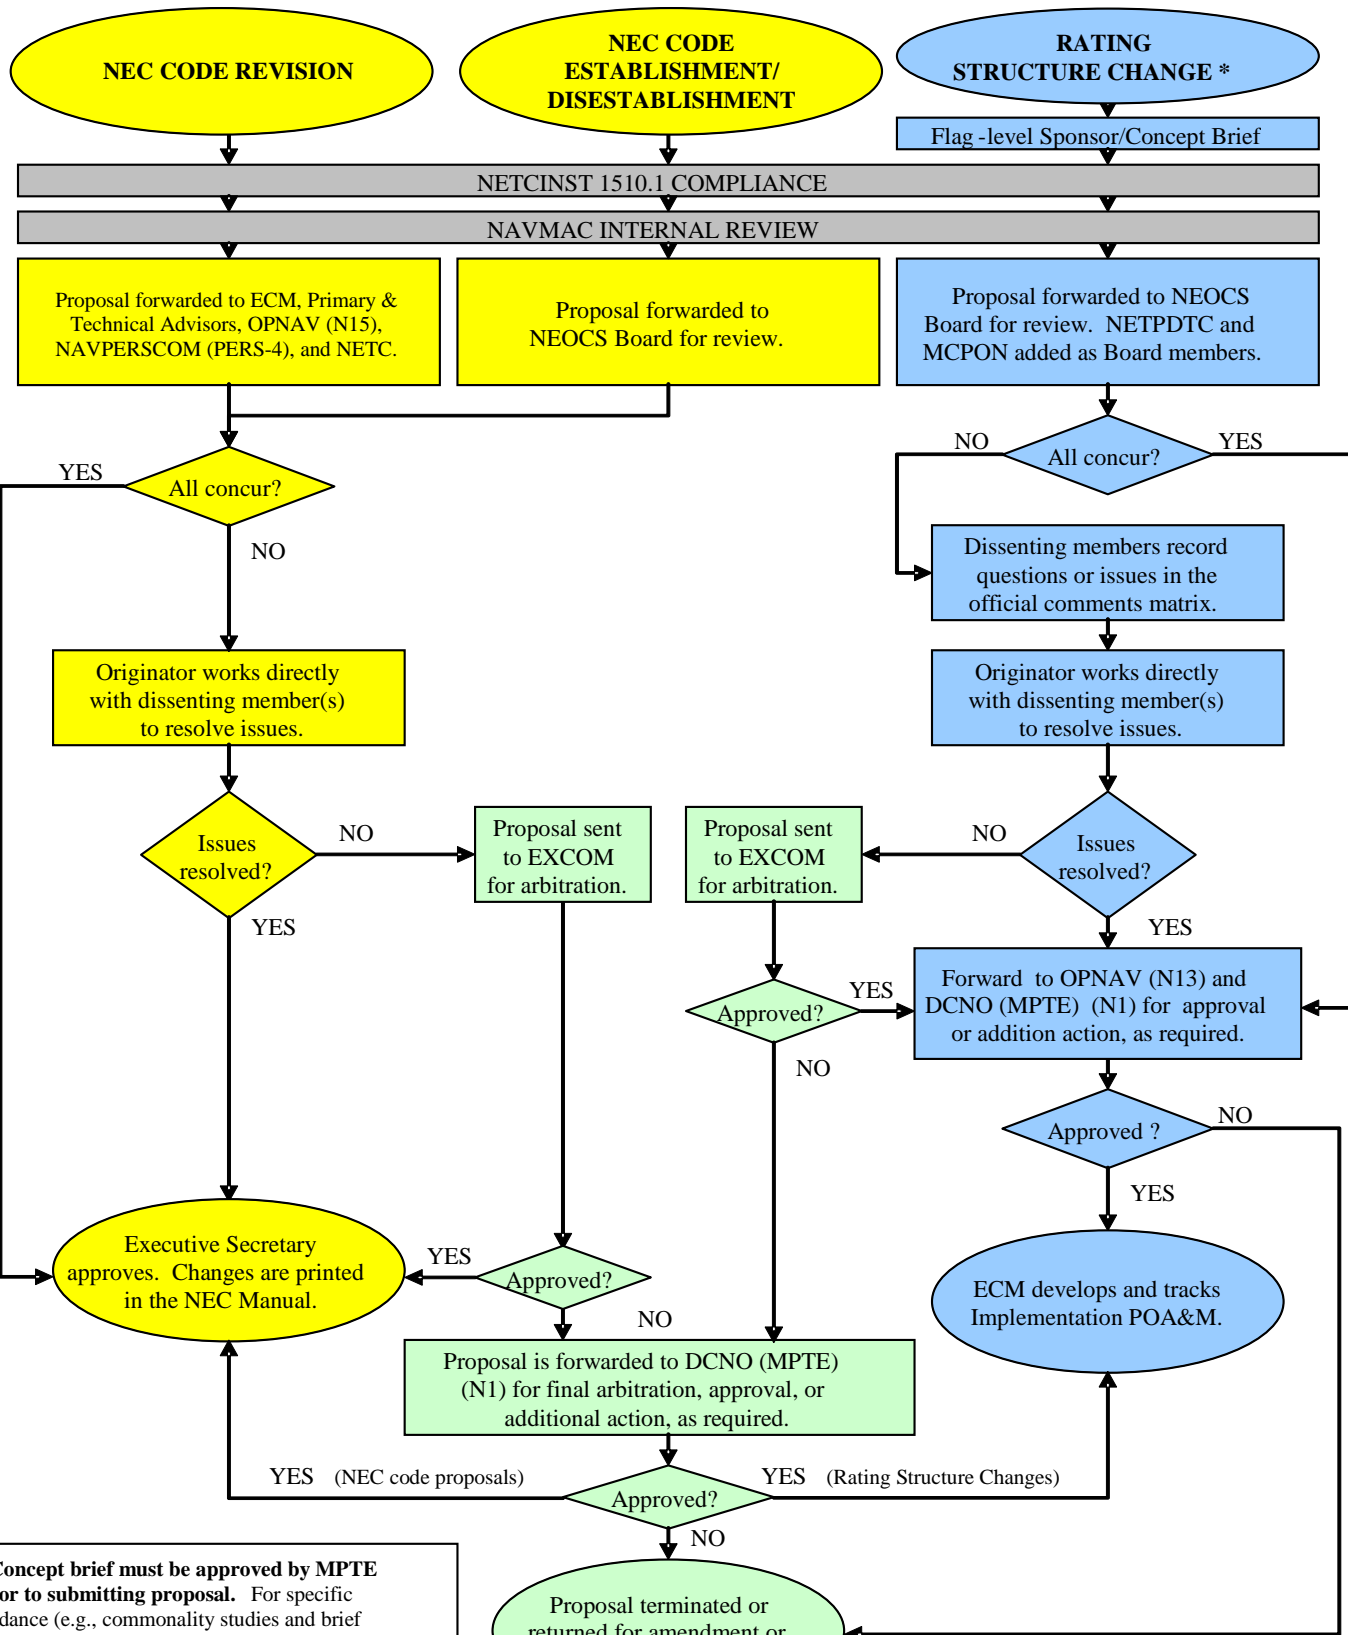 NEC CODE REVISION
NEC CODE
ESTABLISHMENT/
DISESTABLISHMENT
RATING
STRUCTURE CHANGE *
Flag -level Sponsor/Concept Brief
NETCINST 1510.1 COMPLIANCE
NAVMAC INTERNAL REVIEW
Proposal forwarded to ECM, Primary &
Technical Advisors, OPNAV (N15),
NAVPERSCOM (PERS-4), and NETC.
Proposal forwarded to
NEOCS Board for review.
Proposal forwarded to NEOCS
Board for review. NETPDTC and
MCPON added as Board members.
All concur?
YES
NO
All concur?
NO
YES
Dissenting members record
questions or issues in the
official comments matrix.
Originator works directly
with dissenting member(s)
to resolve issues.
Originator works directly
with dissenting member(s)
to resolve issues.
Issues
resolved?
NO
YES
Proposal sent
to EXCOM
for arbitration.
Proposal sent
to EXCOM
for arbitration.
NO
Issues
resolved?
YES
Approved?
YES
NO
Forward to OPNAV (N13) and
DCNO (MPTE) (N1) for approval
or addition action, as required.
Approved ?
NO
YES
Executive Secretary
approves. Changes are printed
in the NEC Manual.
YES
Approved?
NO
ECM develops and tracks
Implementation POA&M.
Proposal is forwarded to DCNO (MPTE)
(N1) for final arbitration, approval, or
additional action, as required.
YES (NEC code proposals)
Approved?
YES (Rating Structure Changes)
NO
Concept brief must be approved by MPTE
or to submitting proposal. For specific
dance (e.g., commonality studies and brief
Proposal terminated or
returned for amendment or